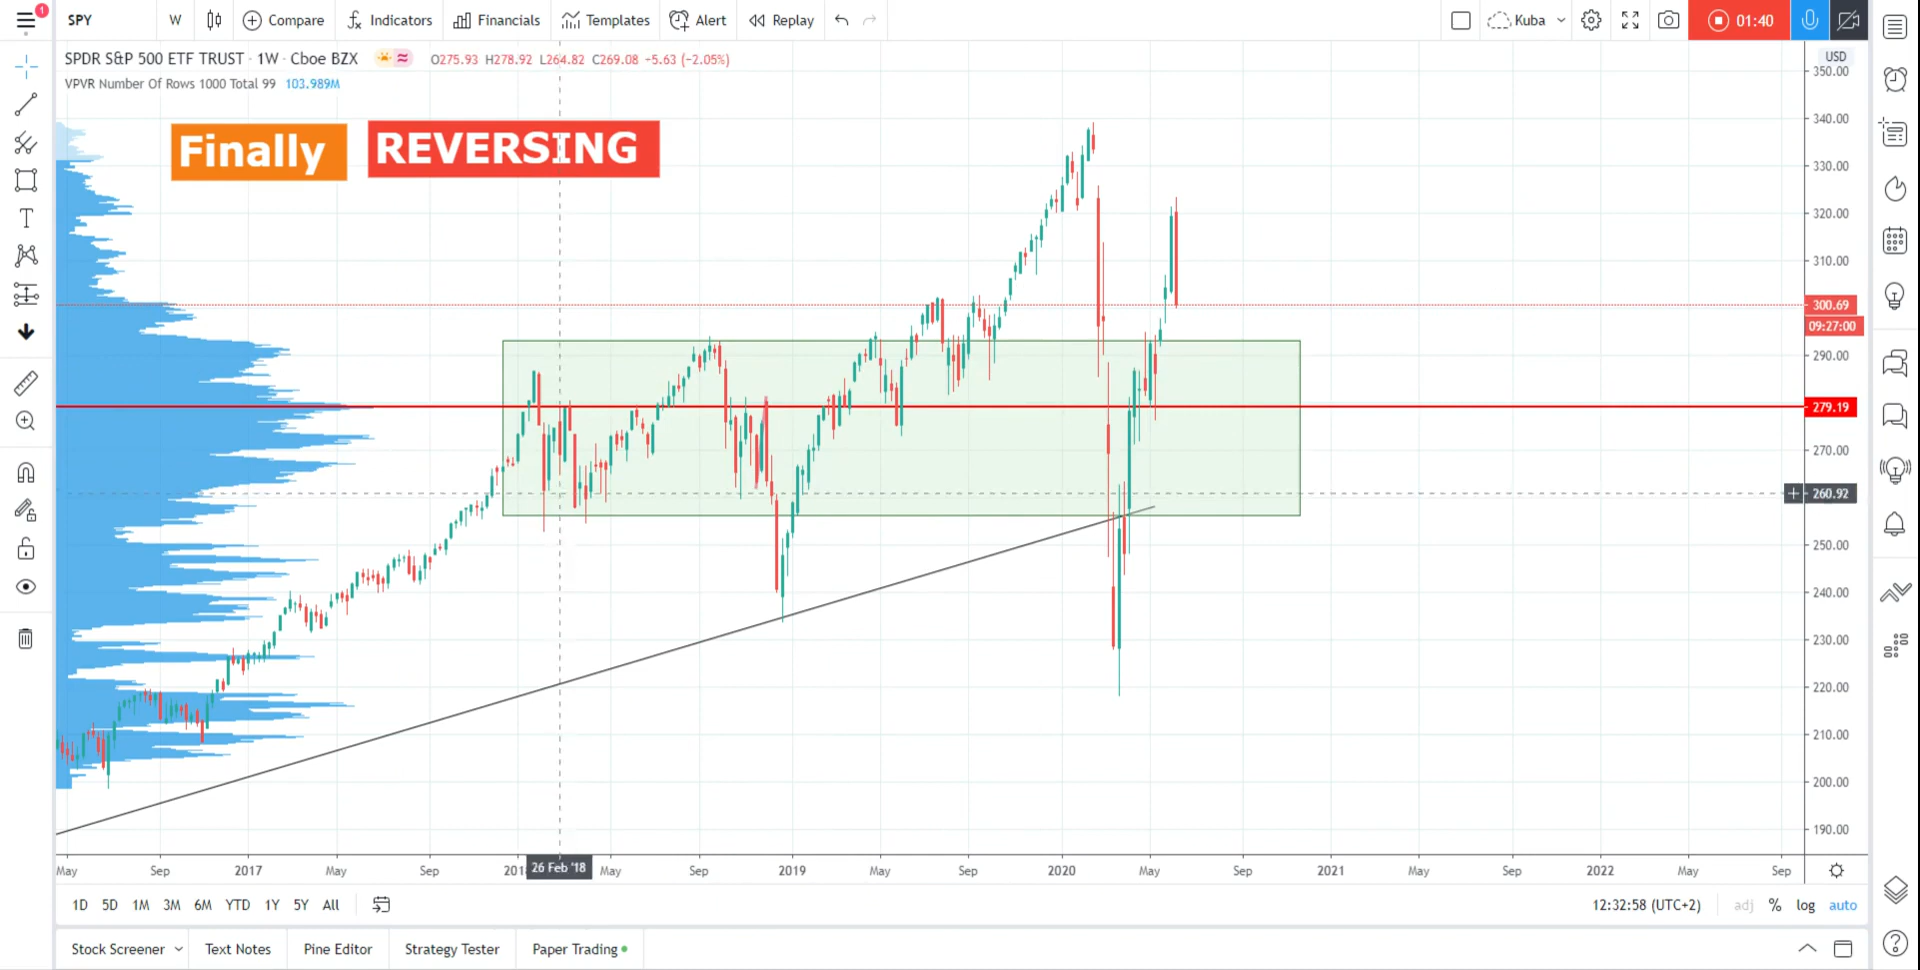 1
SPY W Compare Indicators Financials Templates Alert Replay Kuba 01:40
SPDR S&P 500 ETF TRUST · 1W · Cboe BZX O275.93 H278.92 L264.82 C269.08 -5.63 (-2.05%)
VPVR Number Of Rows 1000 Total 99 103.989M
Finally REVERSING
USD
350.00
340.00
330.00
320.00
310.00
300.69
09:27:00
290.00
279.19
270.00
260.92
250.00
240.00
230.00
220.00
210.00
200.00
190.00
May Sep 2017 May Sep 201 26 Feb '18 May Sep 2019 May Sep 2020 May Sep 2021 May Sep 2022 May Sep
1D 5D 1M 3M 6M YTD 1Y 5Y All 12:32:58 (UTC+2) adj % log auto
Stock Screener Text Notes Pine Editor Strategy Tester Paper Trading